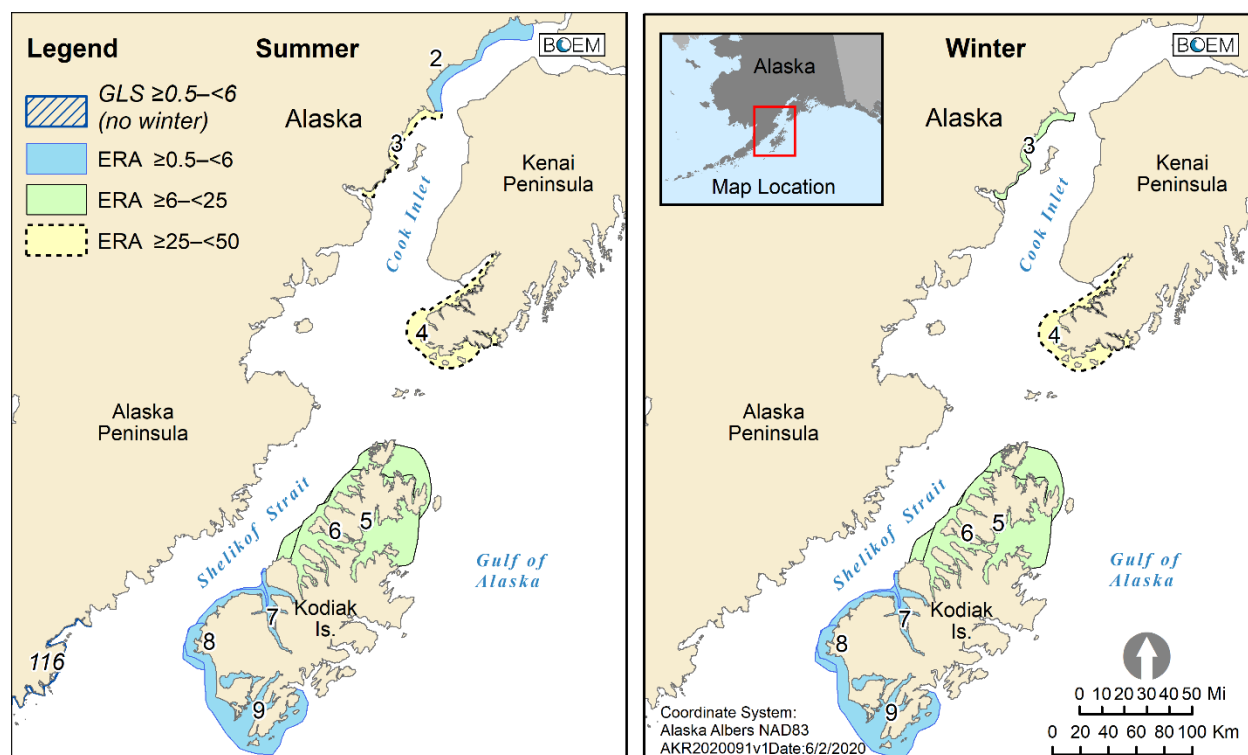 Legend
GLS ≥0.5–<6
(no winter)
ERA ≥0.5–<6
ERA ≥6–<25
ERA ≥25–<50
Summer
BOEM
2
Alaska
3
Kenai
Peninsula
Cook Inlet
4
Alaska
Peninsula
Shelikof Strait
6
5
Gulf of
Alaska
Kodiak
Is.
7
8
116
9
Alaska
Map Location
Winter
BOEM
Alaska
3
Kenai
Peninsula
Cook Inlet
4
Alaska
Peninsula
Shelikof Strait
6
5
Gulf of
Alaska
Kodiak
Is.
7
8
9
0 10 20 30 40 50 Mi
0 20 40 60 80 100 Km
Coordinate System:
Alaska Albers NAD83
AKR2020091v1Date:6/2/2020